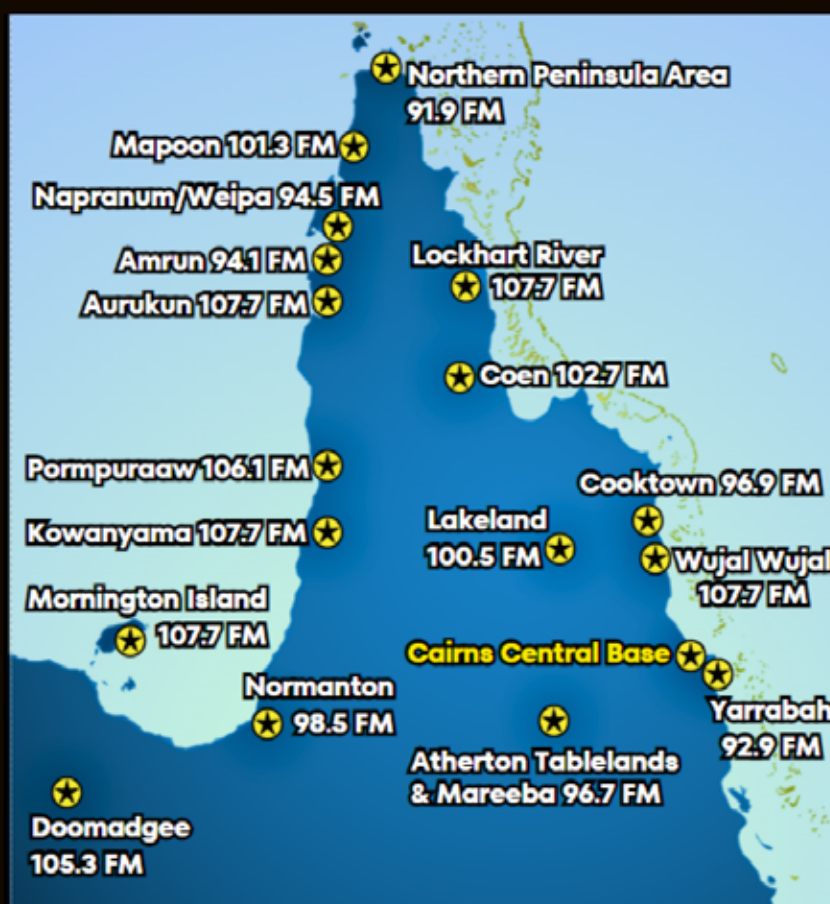 Northern Peninsula Area
91.9 FM
Mapoon 101.3 FM
Napranum/Weipa 94.5 FM
Amrun 94.1 FM
Aurukun 107.7 FM
Lockhart River
107.7 FM
Coen 102.7 FM
Pormpuraaw 106.1 FM
Kowanyama 107.7 FM
Cooktown 96.9 FM
Lakeland
100.5 FM
Wujal Wujal
107.7 FM
Mornington Island
107.7 FM
Cairns Central Base
Normanton
98.5 FM
Yarrabah
92.9 FM
Atherton Tablelands
& Mareeba 96.7 FM
Doomadgee
105.3 FM